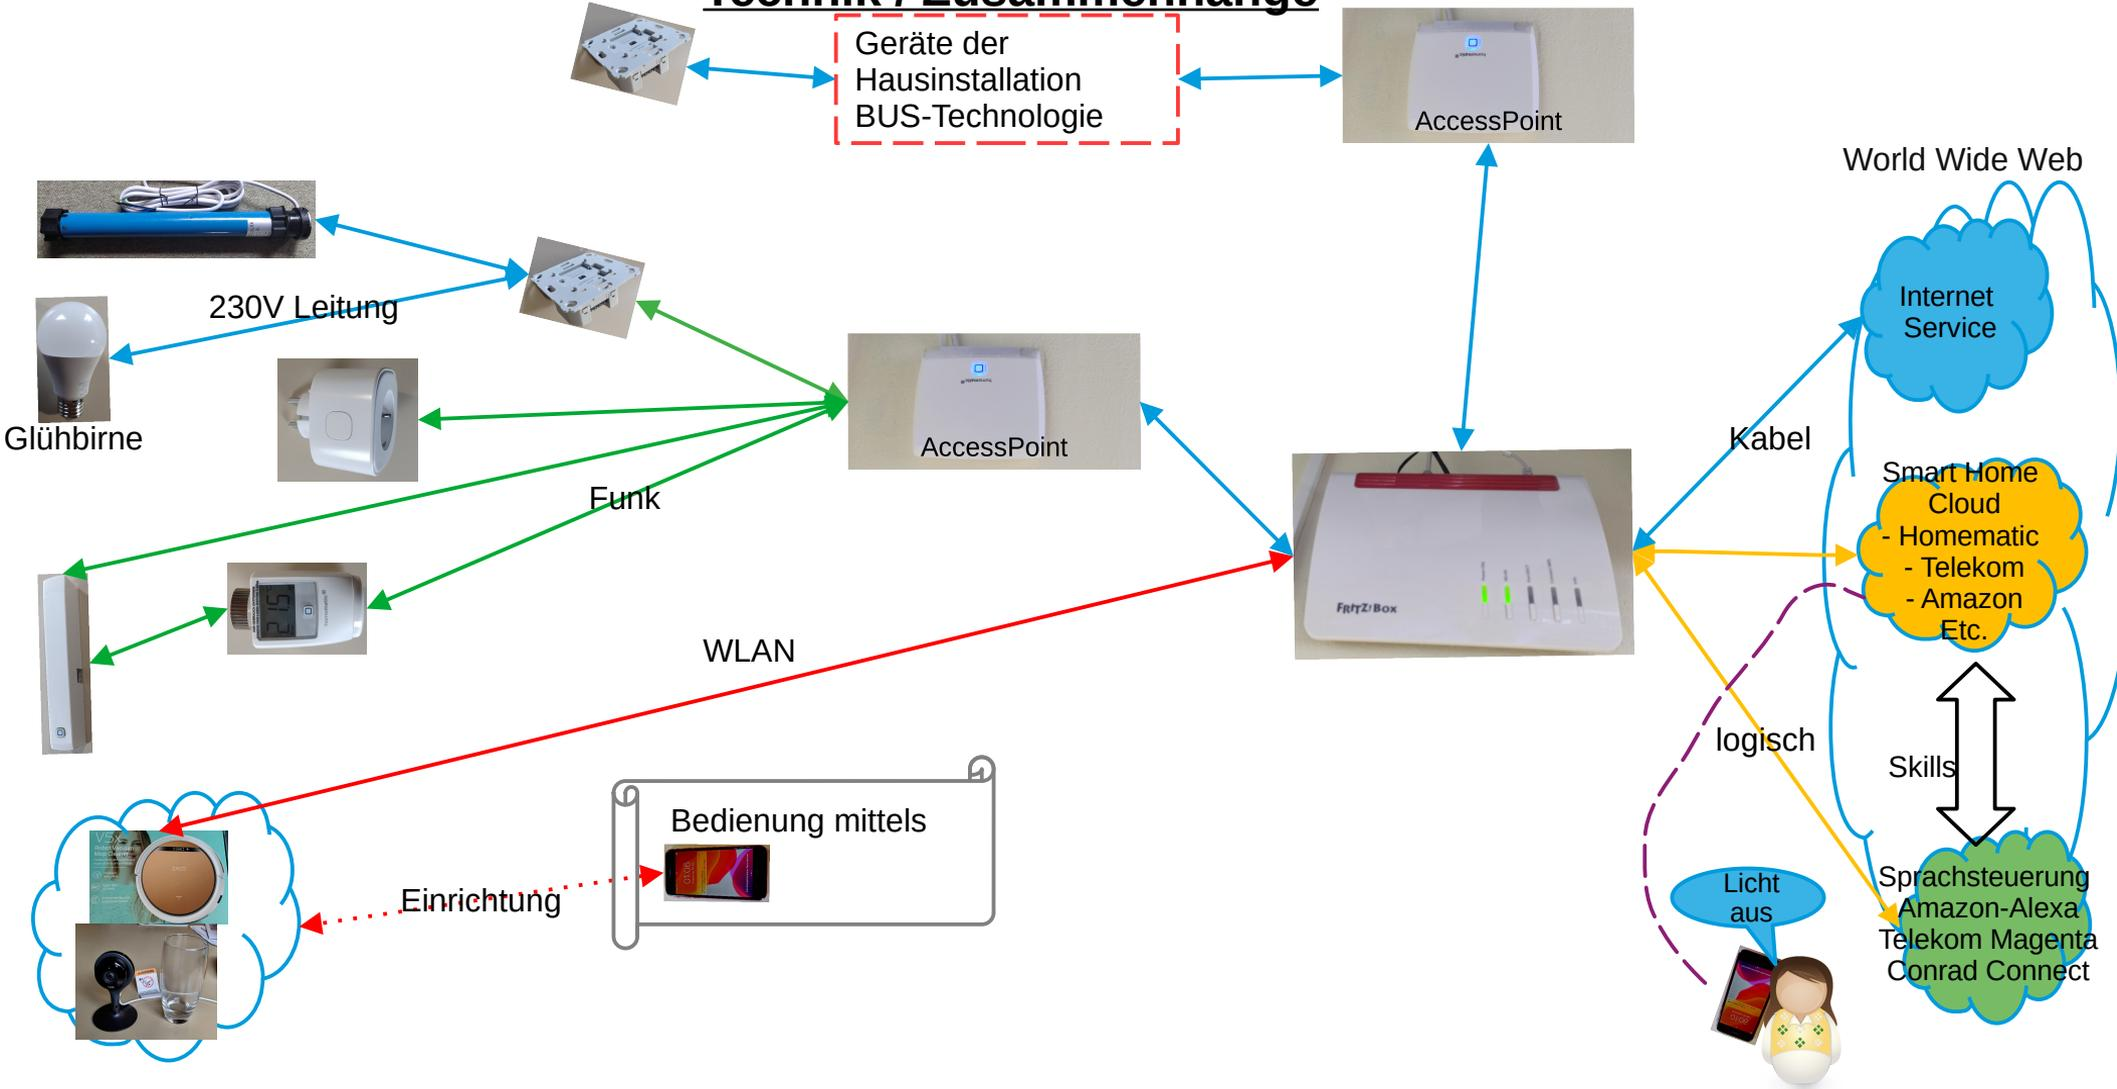 Technik / Zusammenhänge
Geräte der
Hausinstallation
BUS-Technologie
AccessPoint
World Wide Web
Internet
Service
230V Leitung
Glühbirne
AccessPoint
Kabel
Funk
Smart Home
Cloud
- Homematic
- Telekom
- Amazon
Etc.
FRITZ!Box
WLAN
logisch
Skills
Bedienung mittels
Einrichtung
Licht
aus
Sprachsteuerung
Amazon-Alexa
Telekom Magenta
Conrad Connect